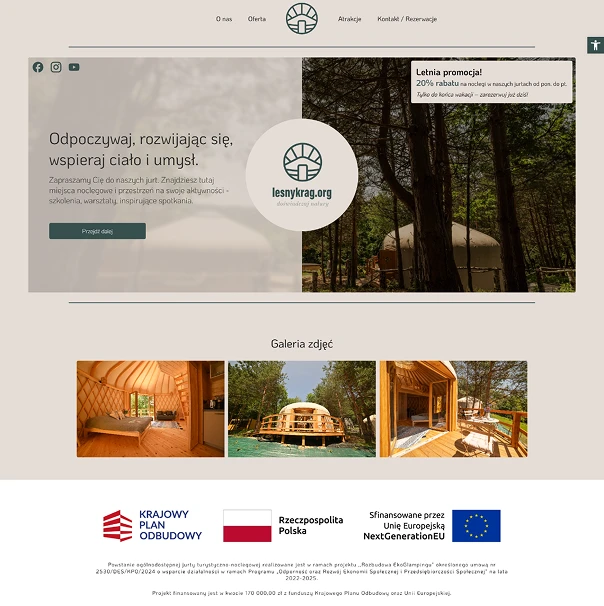 O nas Oferta Atrakcje Kontakt / Rezerwacje
Letnia promocja!
20% rabatu na noclegi w naszych jurtach od pon. do pt.
Tylko do końca wakacji – zarezerwuj już dziś!
Odpoczywaj, rozwijając się,
wspieraj ciało i umysł.
Zapraszamy Cię do naszych jurt. Znajdziesz tutaj
miejsca noclegowe i przestrzeń na swoje aktywności -
szkolenia, warsztaty, inspirujące spotkania.
Przejdź dalej
lesnykrag.org
doświadczaj natury
Galeria zdjęć
KRAJOWY
PLAN
ODBUDOWY
Rzeczpospolita
Polska
Sfinansowane przez
Unię Europejską
NextGenerationEU
Powstanie ogólnodostępnej jurty turystyczno noclegowej realizowane jest w ramach projektu „Rozbudowa EkoGlampingu" określonego umową nr
2530/DES/KPO/2024 o wsparcie działalności w ramach Programu „Odporność oraz Rozwój Ekonomii Społecznej i Przedsiębiorczości Społecznej" na lata
2022-2025.
Projekt finansowany jest w kwocie 170 000,00 zł z funduszy Krajowego Planu Odbudowy oraz Unii Europejskiej.